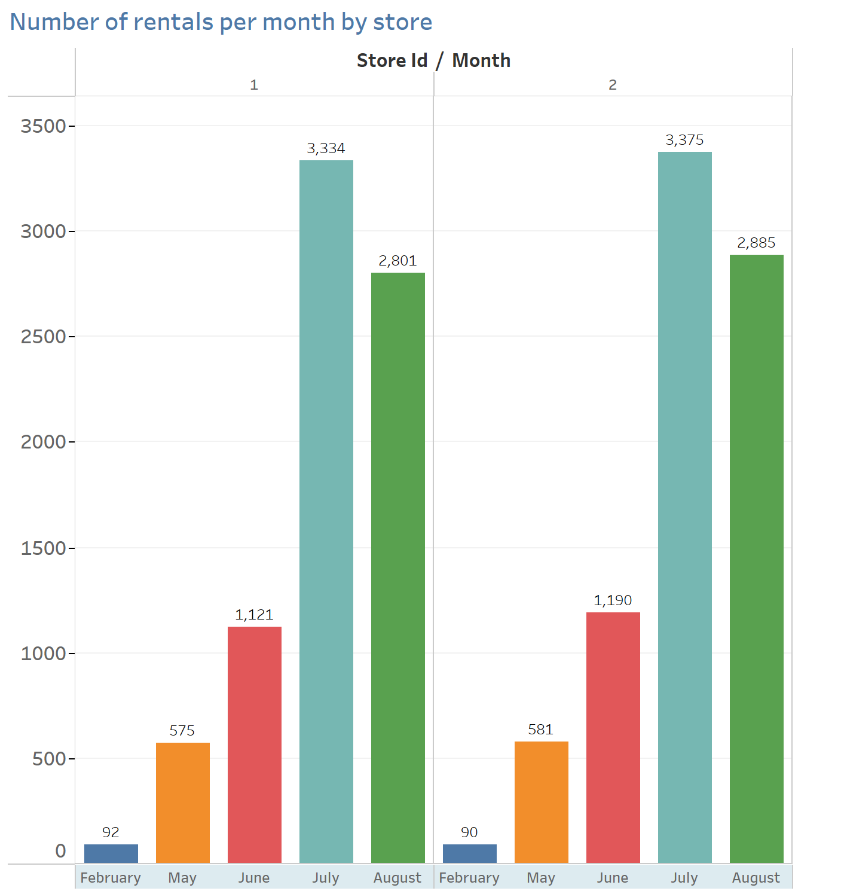 Number of rentals per month by store
Store Id / Month
1 2
3500
3000
2500
2000
1500
1000
500
0
92 575 1,121 3,334 2,801 90 581 1,190 3,375 2,885
February May June July August February May June July August